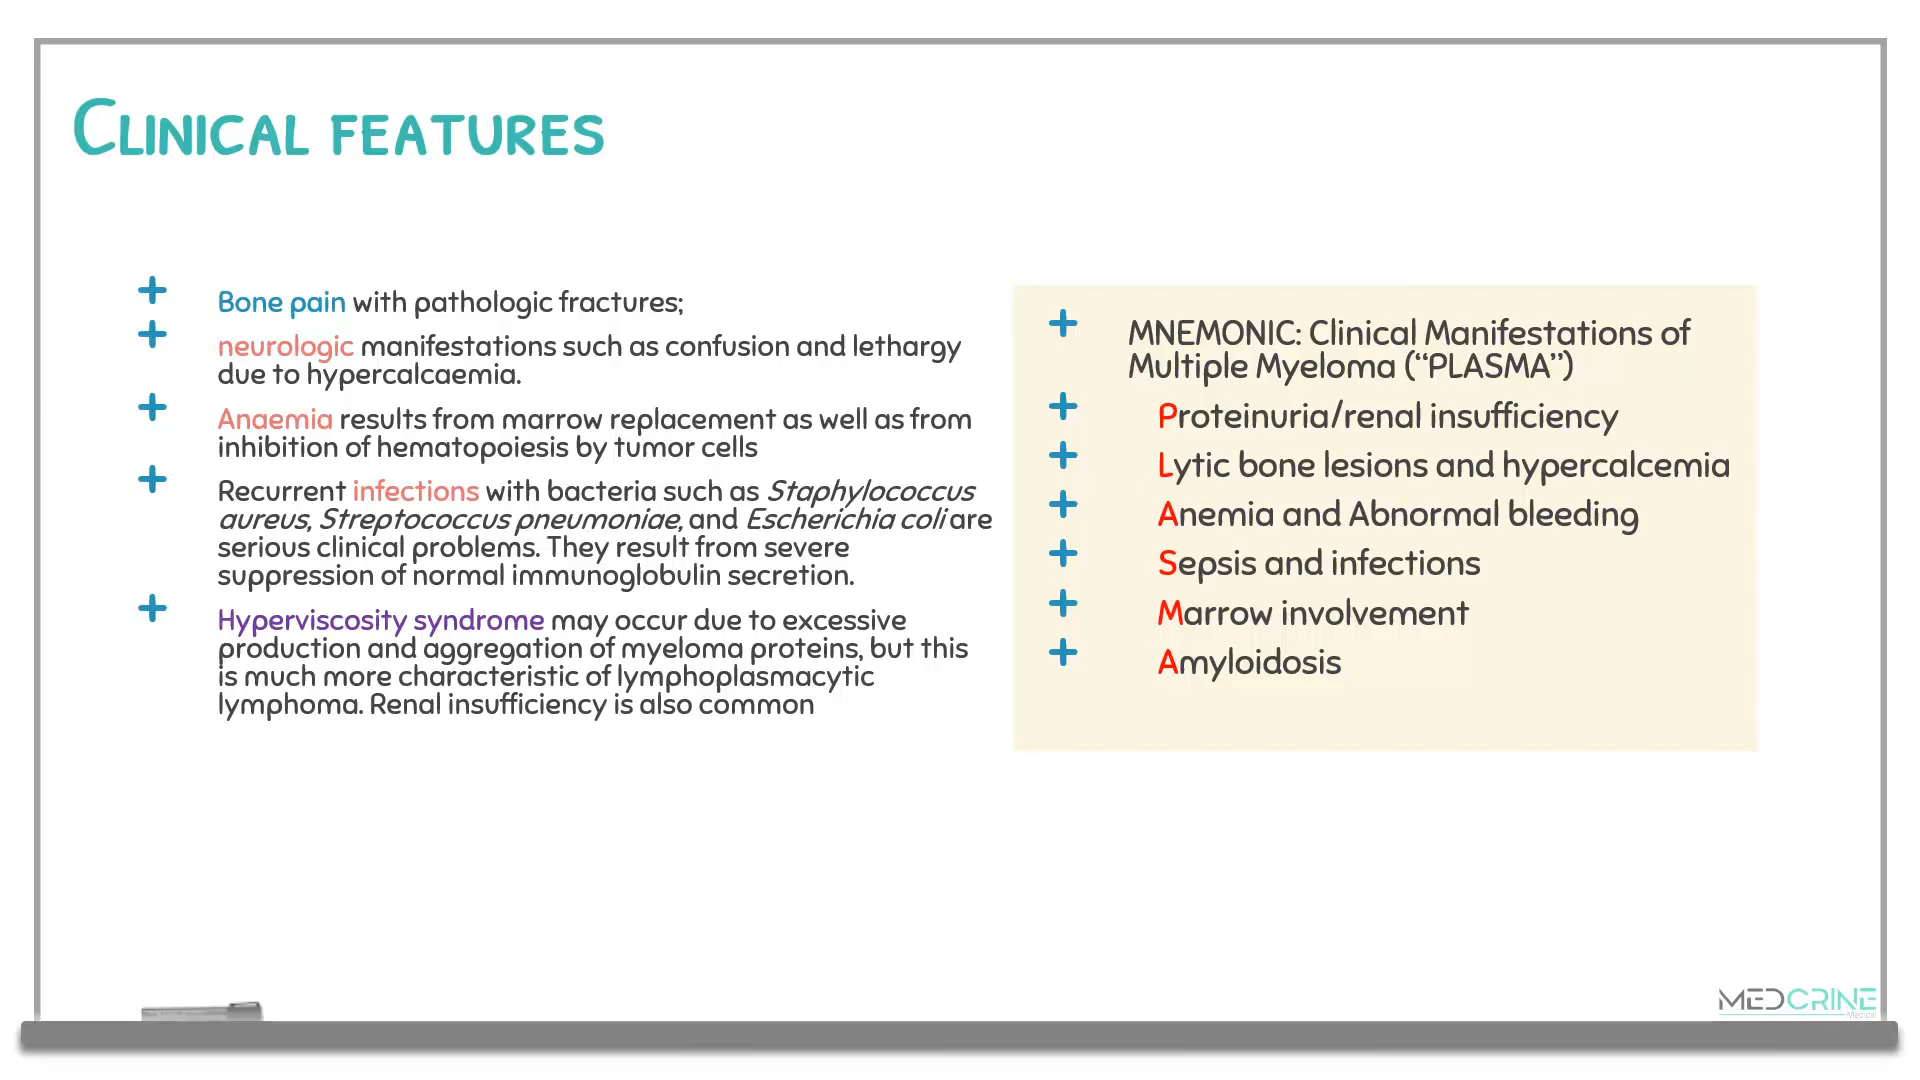 Clinical features
Bone pain with pathologic fractures;
neurologic manifestations such as confusion and lethargy
due to hypercalcaemia.
Anaemia results from marrow replacement as well as from
inhibition of hematopoiesis by tumor cells
Recurrent infections with bacteria such as Staphylococcus
aureus, Streptococcus pneumoniae, and Escherichia coli are
serious clinical problems. They result from severe
suppression of normal immunoglobulin secretion.
Hyperviscosity syndrome may occur due to excessive
production and aggregation of myeloma proteins, but this
is much more characteristic of lymphoplasmacytic
lymphoma. Renal insufficiency is also common
MNEMONIC: Clinical Manifestations of
Multiple Myeloma (“PLASMA”)
Proteinuria/renal insufficiency
Lytic bone lesions and hypercalcemia
Anemia and Abnormal bleeding
Sepsis and infections
Marrow involvement
Amyloidosis
MEDCRINE
Medical